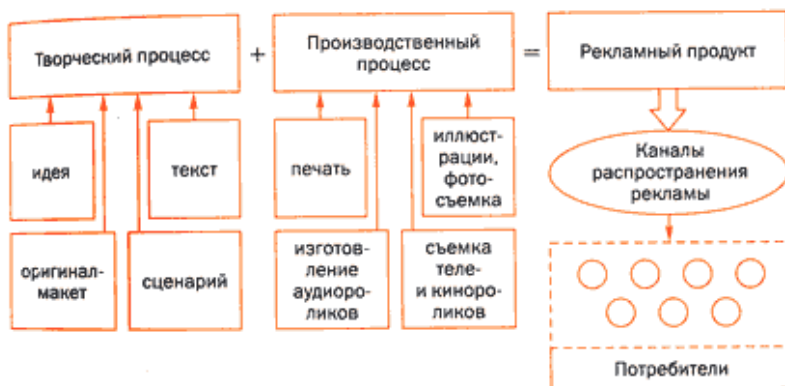 Творческий процесс
+
Производственный
процесс
=
Рекламный продукт
идея
текст
печать
иллюст-
рации,
фото-
съемка
Каналы
распространения
рекламы
оригинал-
макет
сценарий
изготов-
ление
аудиоро-
ликов
съемка
теле-
и киноро-
ликов
Потребители